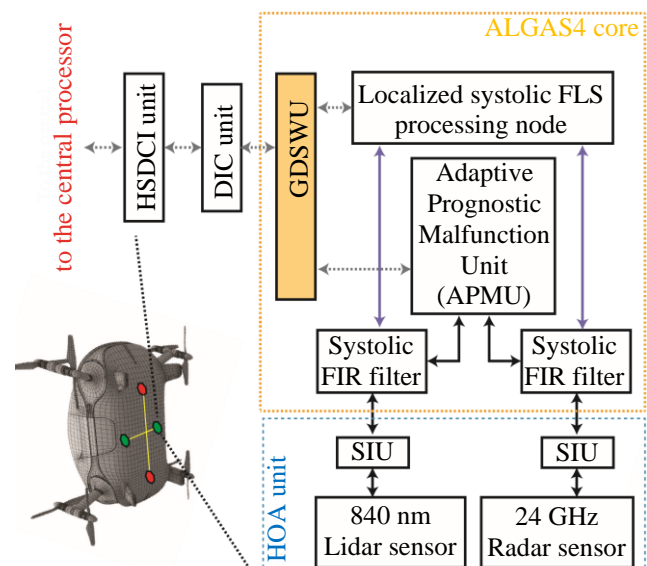 ALGAS4 core
to the central processor
HSDCI unit
DIC unit
GDSWU
Localized systolic FLS
processing node
Adaptive
Prognostic
Malfunction
Unit
(APMU)
Systolic
FIR filter
Systolic
FIR filter
HOA unit
SIU
SIU
840 nm
Lidar sensor
24 GHz
Radar sensor